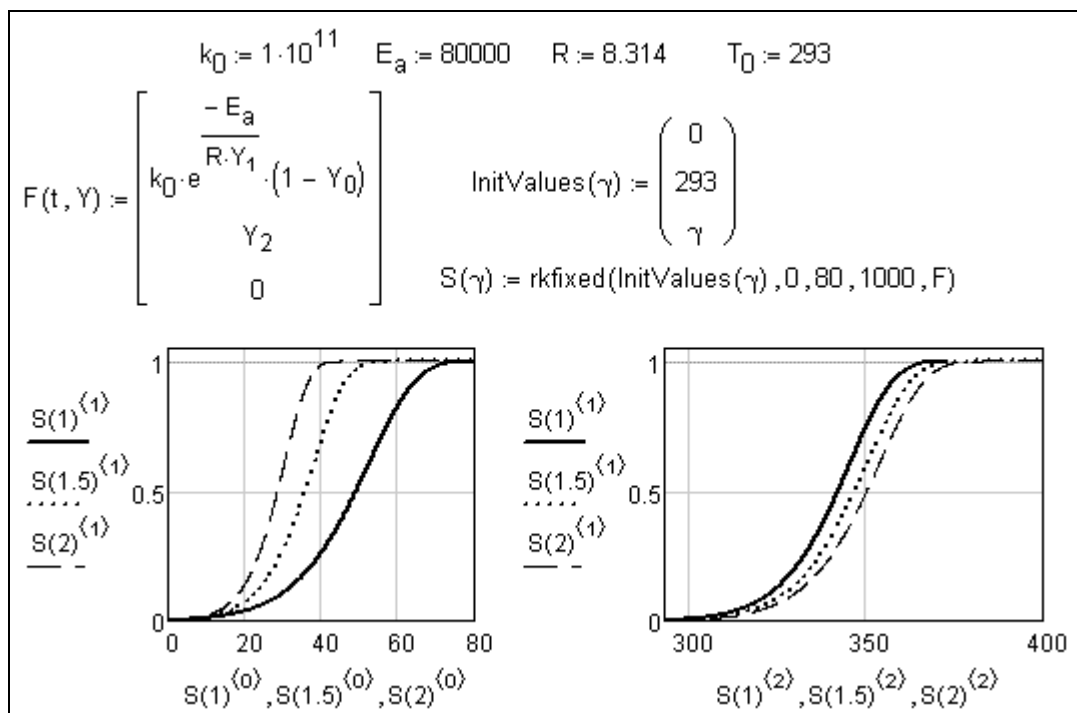 k₀ := 1·10¹¹ Eₐ := 80000 R := 8.314 T₀ := 293
F(t, Y) := [ k₀·e^(−Eₐ/(R·Y₁))·(1 − Y₀)
Y₂
0 ]
InitValues(γ) := ( 0
293
γ )
S(γ) := rkfixed(InitValues(γ), 0, 80, 1000, F)
S(1)^⟨1⟩
S(1.5)^⟨1⟩
S(2)^⟨1⟩
1
0.5
0
0 20 40 60 80
S(1)^⟨0⟩, S(1.5)^⟨0⟩, S(2)^⟨0⟩
S(1)^⟨1⟩
S(1.5)^⟨1⟩
S(2)^⟨1⟩
1
0.5
0
300 350 400
S(1)^⟨2⟩, S(1.5)^⟨2⟩, S(2)^⟨2⟩